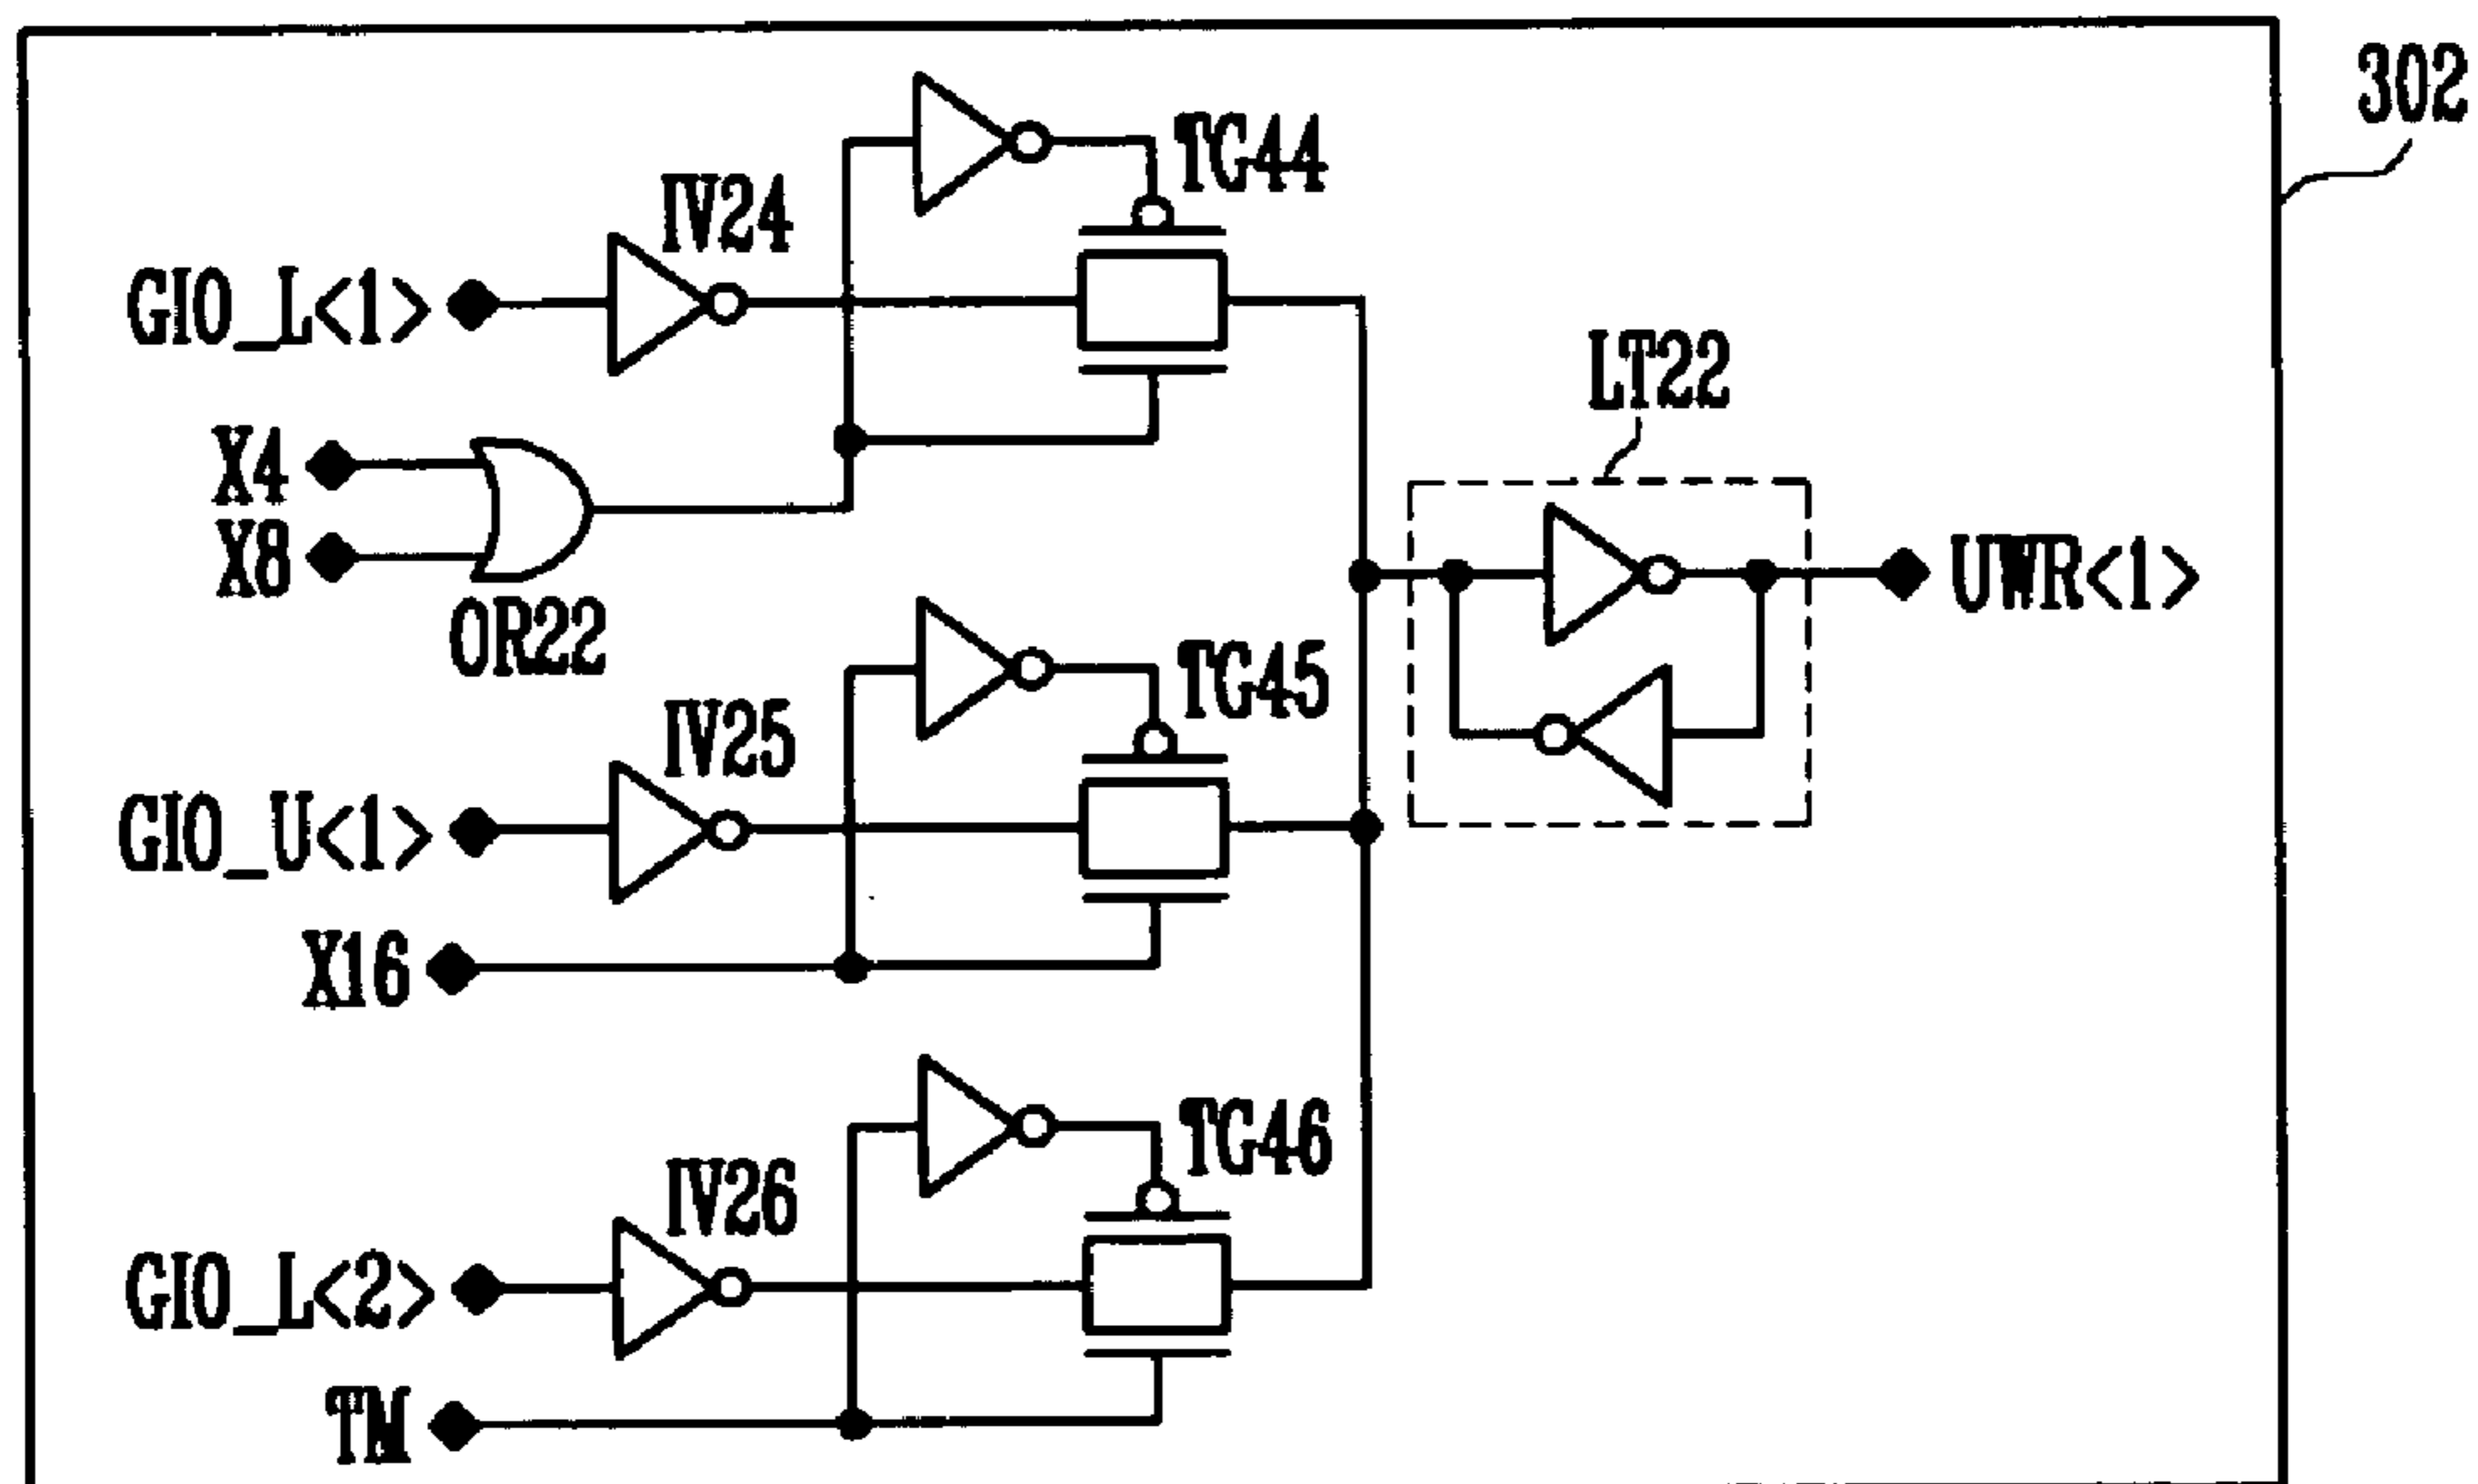 302
TG44
IV24
GIO_L<1>
LT22
X4
X8
UWR<1>
OR22
TG45
IV25
GIO_U<1>
X16
TG46
IV26
GIO_L<2>
TM